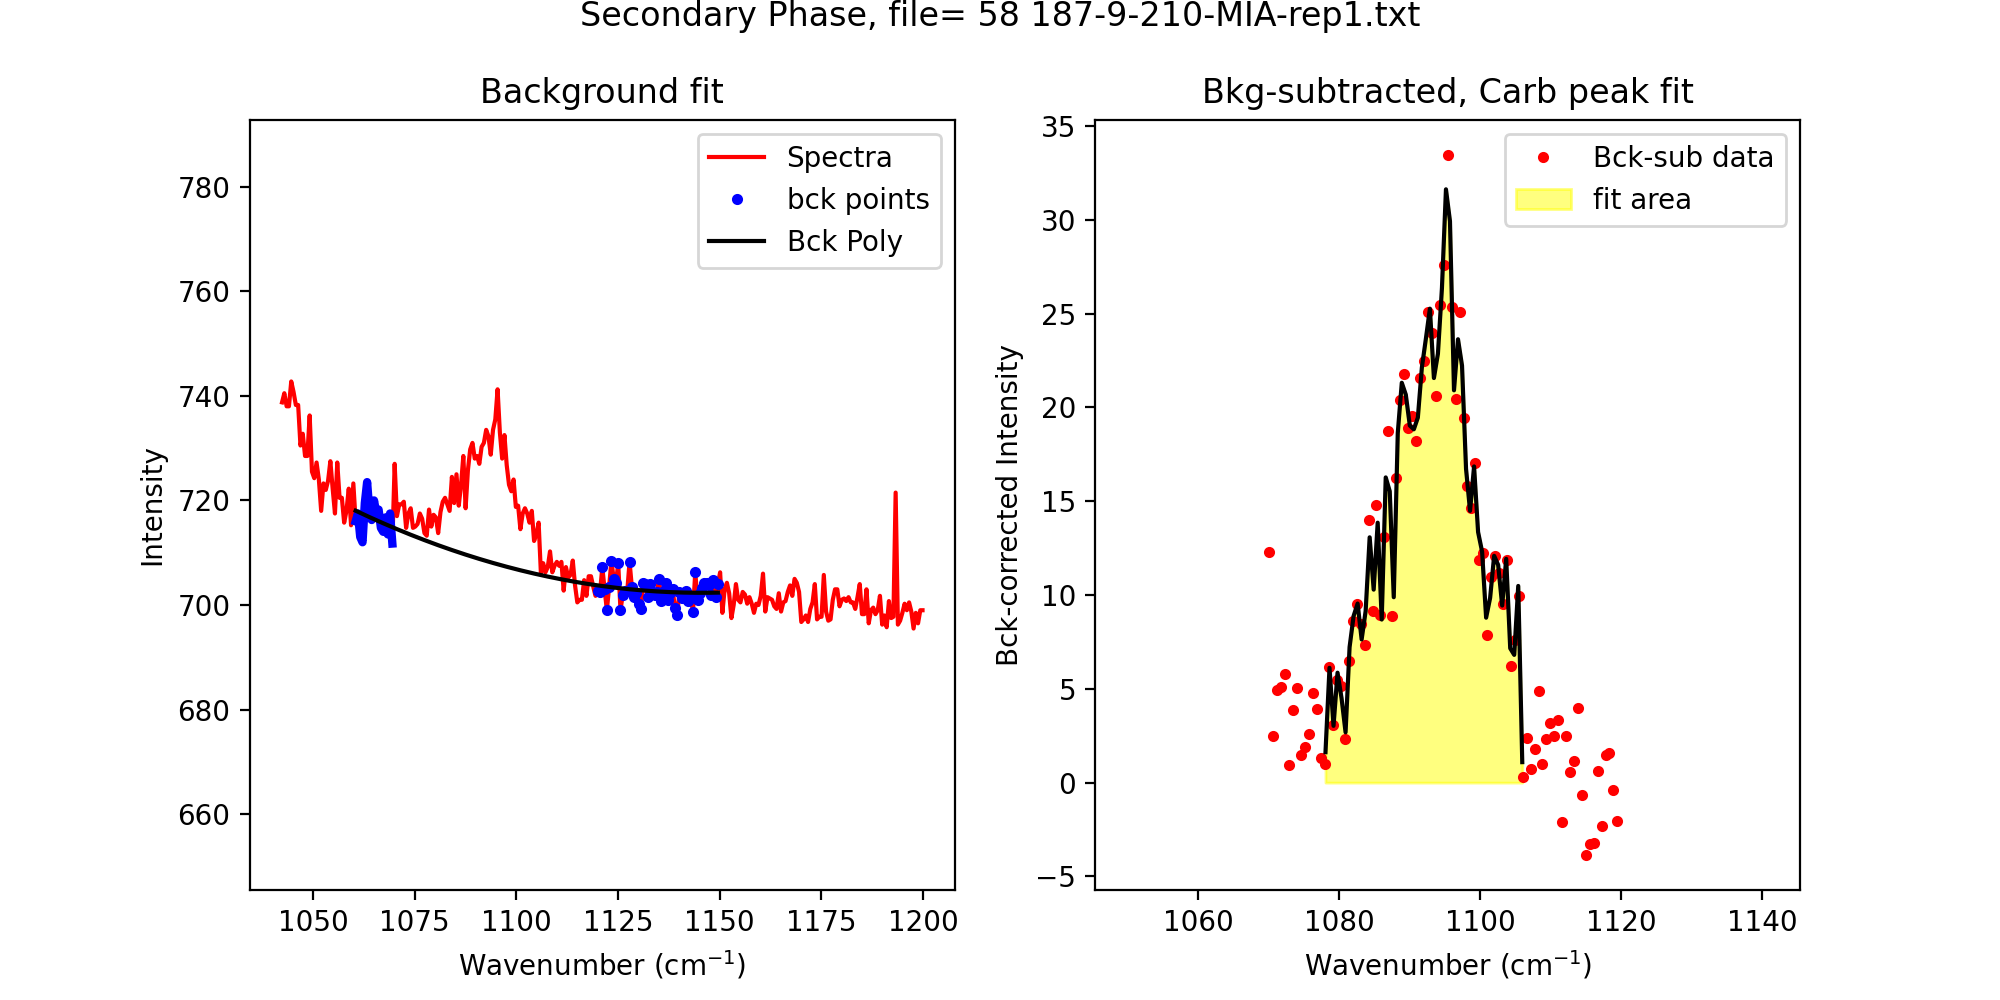 Secondary Phase, file= 58 187-9-210-MIA-rep1.txt
Background fit
Intensity
780
760
740
720
700
680
660
Spectra
bck points
Bck Poly
1050 1075 1100 1125 1150 1175 1200
Wavenumber (cm⁻¹)
Bkg-subtracted, Carb peak fit
Bck-corrected Intensity
35
30
25
20
15
10
5
0
−5
Bck-sub data
fit area
1060 1080 1100 1120 1140
Wavenumber (cm⁻¹)